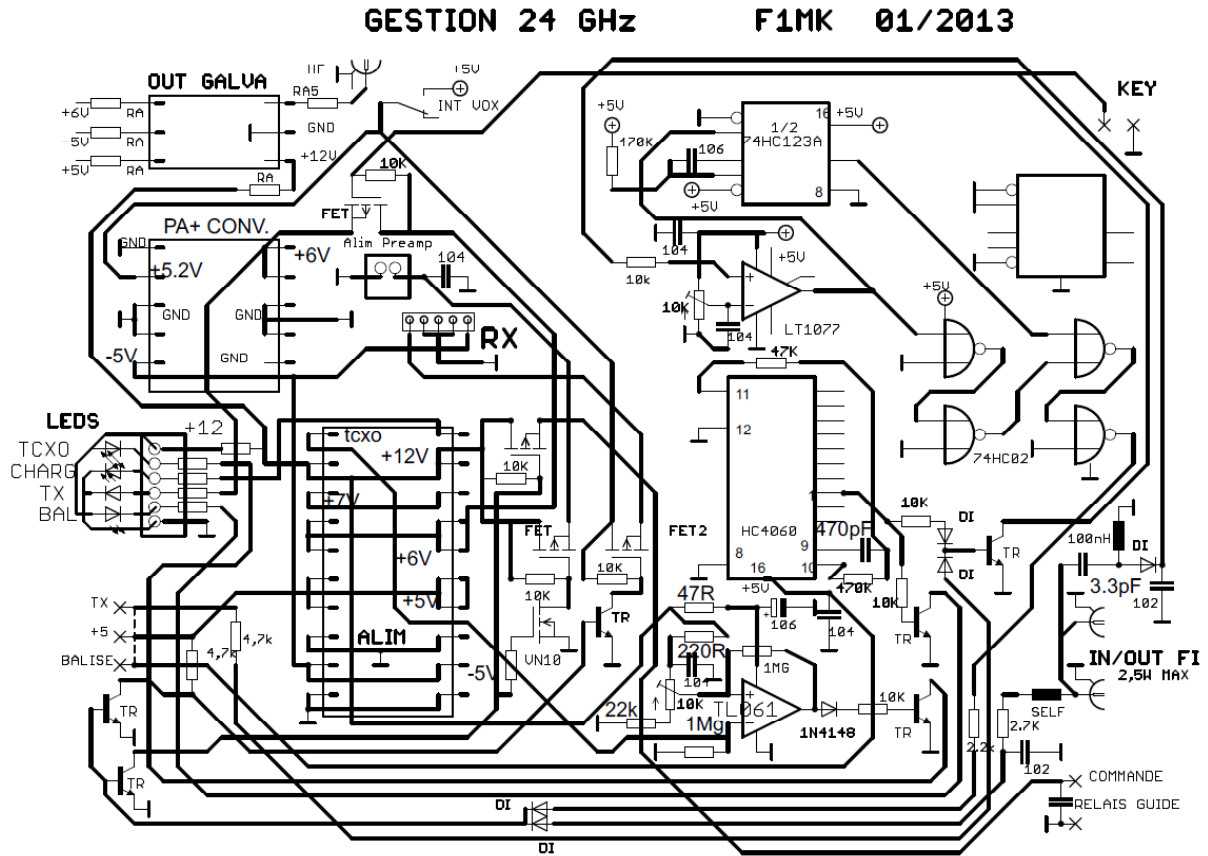 GESTION 24 GHz F1MK 01/2013
OUT GALVA
HF
+5V
INT VOX
KEY
+6V
RA
RA5
-5V
RA
GND
+5V
RA
+12V
RA
10K
FET
Alim Preamp
104
+5V
170K
106
+5V
1/2
74HC123A
16
8
+5V
PA+ CONV.
GND
+6V
+5.2V
GND
GND
-5V
GND
RX
104
10k
10K
104
+5V
LT1077
+5V
47K
11
12
1
HC4060
8
9
16
10
+5V
74HC02
LEDS
TCXO
CHARG
TX
BAL
+12
tcxo
+12V
+7V
+6V
+5V
ALIM
-5V
10K
FET
10K
10K
VN10
TR
FET2
470pF
470K
10K
DI
DI
TR
10K
TR
100nH
DI
3.3pF
102
IN/OUT FI
2,5W MAX
47R
106
104
220R
104
10K
22k
1Mg
1MG
TL061
1N4148
10K
TR
SELF
2.7K
2.2k
102
COMMANDE
RELAIS GUIDE
TX
+5
BALISE
4,7k
4,7k
TR
TR
DI
DI